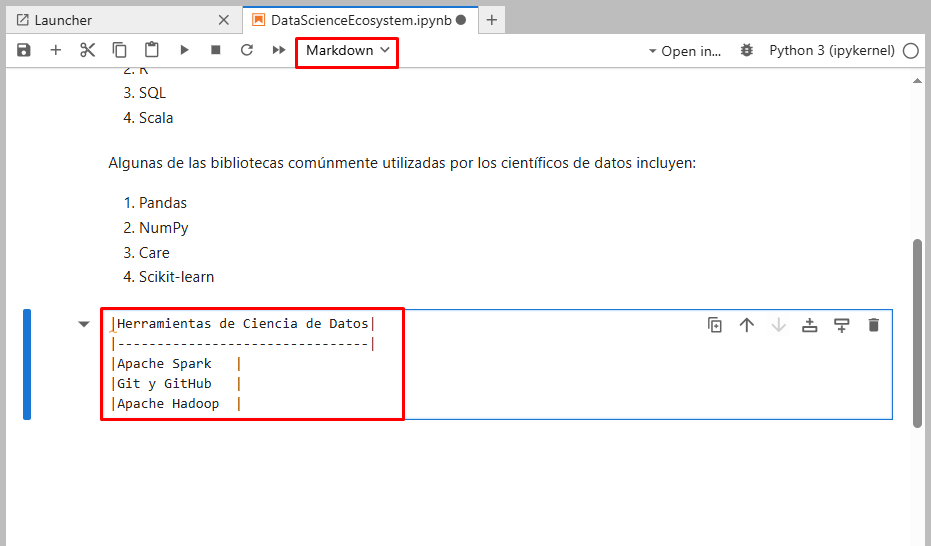 Launcher
DataScienceEcosystem.ipynb
Markdown
Open in...
Python 3 (ipykernel)
2. R
3. SQL
4. Scala
Algunas de las bibliotecas comúnmente utilizadas por los científicos de datos incluyen:
1. Pandas
2. NumPy
3. Care
4. Scikit-learn
|Herramientas de Ciencia de Datos|
|--------------------------------|
|Apache Spark   |
|Git y GitHub   |
|Apache Hadoop  |